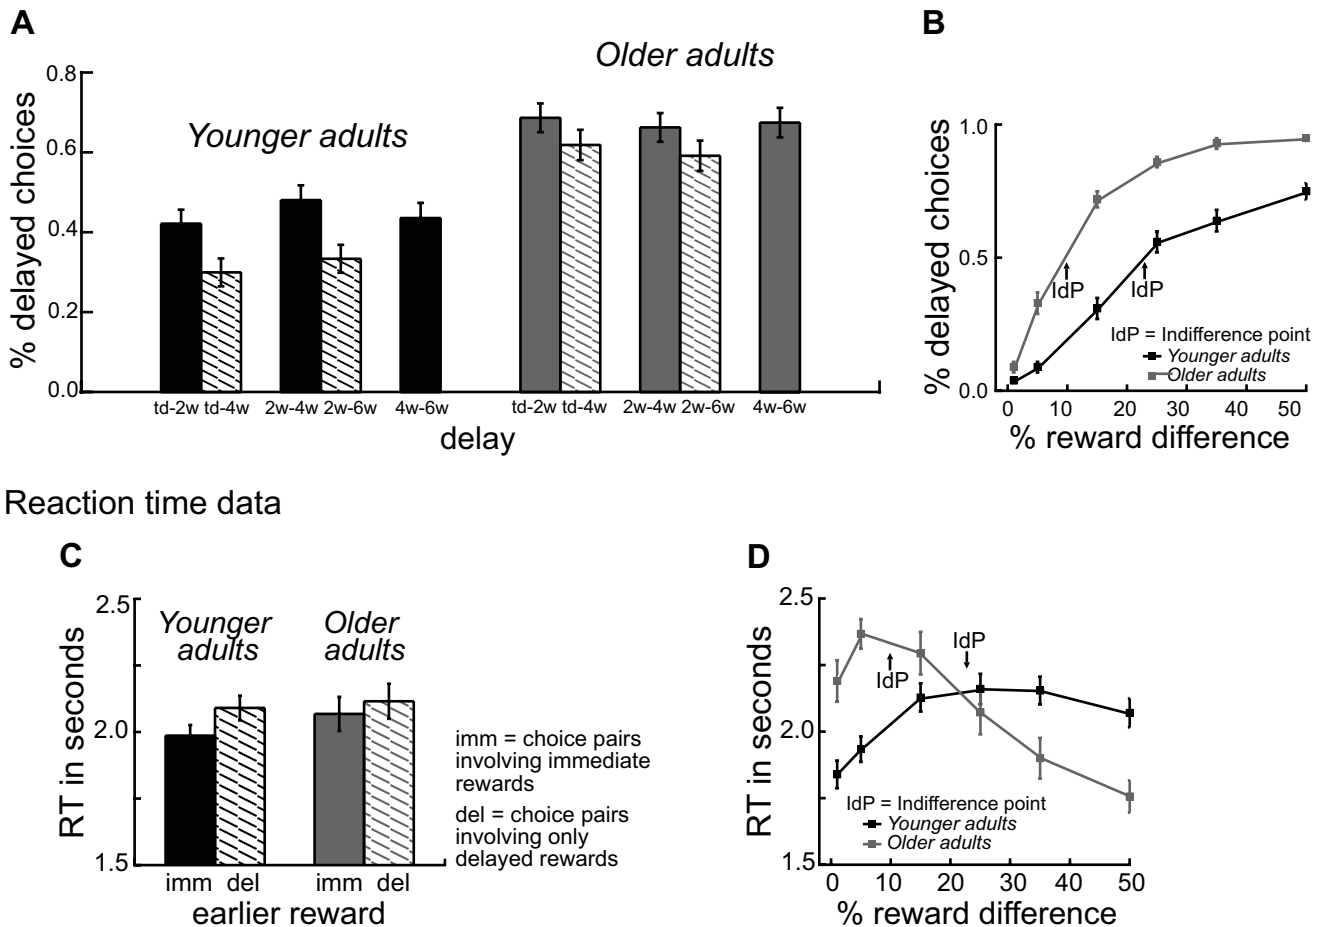 A
Younger adults
Older adults
% delayed choices
0.8
0.6
0.4
0.2
0.0
td-2w td-4w 2w-4w 2w-6w 4w-6w td-2w td-4w 2w-4w 2w-6w 4w-6w
delay
B
% delayed choices
1.0
0.5
0.0
IdP IdP
IdP = Indifference point
Younger adults
Older adults
0 10 20 30 40 50
% reward difference
Reaction time data
C
RT in seconds
2.5
2.0
1.5
Younger
adults
Older
adults
imm del imm del
earlier reward
imm = choice pairs
involving immediate
rewards
del = choice pairs
involving only
delayed rewards
D
RT in seconds
2.5
2.0
1.5
IdP
IdP
IdP = Indifference point
Younger adults
Older adults
0 10 20 30 40 50
% reward difference